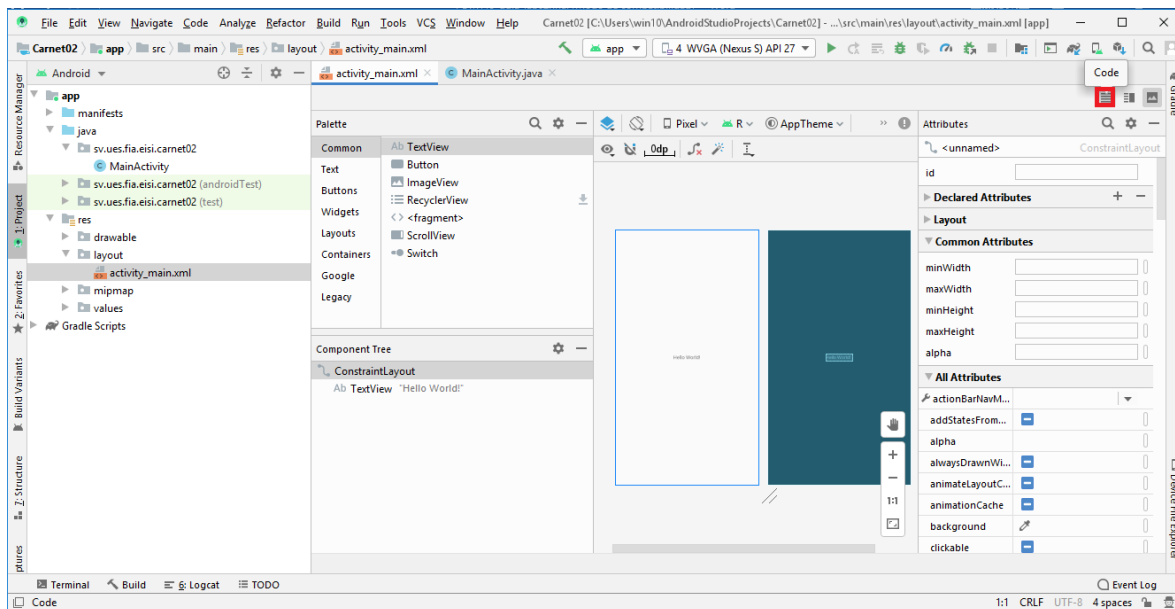 File Edit View Navigate Code Analyze Refactor Build Run Tools VCS Window Help Carnet02 [C:\Users\win10\AndroidStudioProjects\Carnet02] - ...\src\main\res\layout\activity_main.xml [app]
Carnet02 app src main res layout activity_main.xml app 4 WVGA (Nexus S) API 27
Code
Android
activity_main.xml
MainActivity.java
Resource Manager
1: Project
2: Favorites
Build Variants
7: Structure
app
manifests
java
sv.ues.fia.eisi.carnet02
MainActivity
sv.ues.fia.eisi.carnet02 (androidTest)
sv.ues.fia.eisi.carnet02 (test)
res
drawable
layout
activity_main.xml
mipmap
values
Gradle Scripts
Palette
Common
Text
Buttons
Widgets
Layouts
Containers
Google
Legacy
Ab TextView
Button
ImageView
RecyclerView
<> <fragment>
ScrollView
Switch
Component Tree
ConstraintLayout
Ab TextView "Hello World!"
Pixel R AppTheme >>
0dp
Hello World!
+
−
1:1
Attributes
<unnamed> ConstraintLayout
id
Declared Attributes + −
Layout
Common Attributes
minWidth
maxWidth
minHeight
maxHeight
alpha
All Attributes
actionBarNavM...
addStatesFrom...
alpha
alwaysDrawnWi...
animateLayoutC...
animationCache
background
clickable
Gradle
Device File Explorer
Terminal Build 6: Logcat TODO Event Log
Code 1:1 CRLF UTF-8 4 spaces